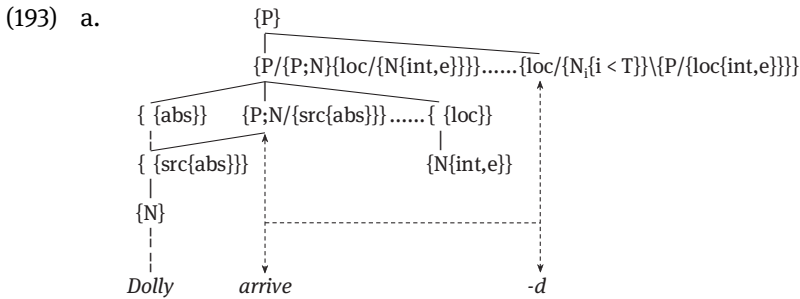 (193) a. {P}
{P/{P;N}{loc/{N{int,e}}}}......{loc/{Nᵢ{i < T}}\{P/{loc{int,e}}}}
{ {abs}} {P;N/{src{abs}}}......{ {loc}}
{ {src{abs}}} {N{int,e}}
{N}
Dolly arrive -d